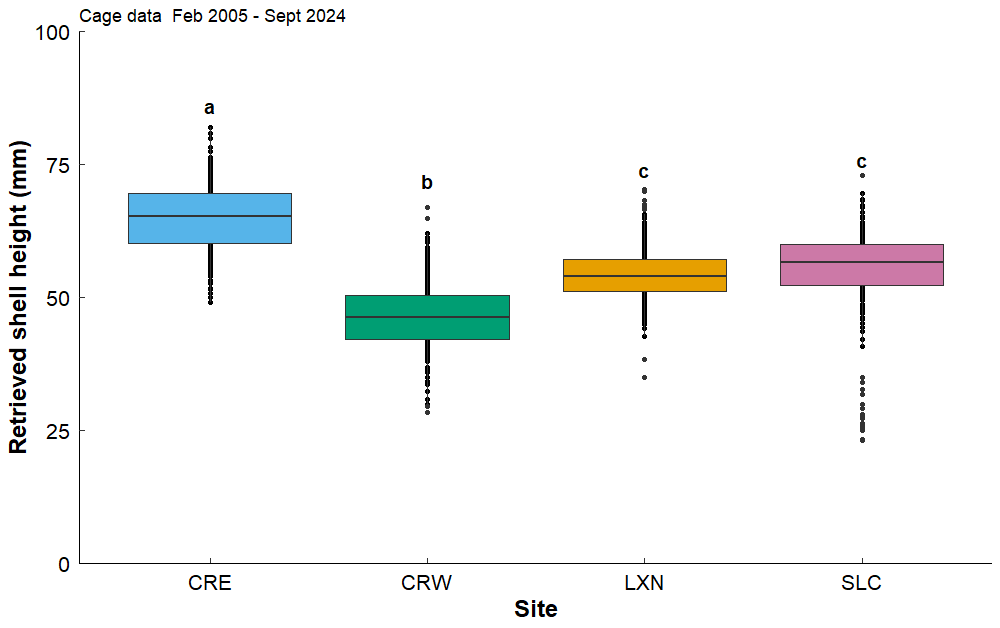 Cage data  Feb 2005 - Sept 2024
100
75
50
25
0
Retrieved shell height (mm)
a
b
c
c
CRE
CRW
LXN
SLC
Site